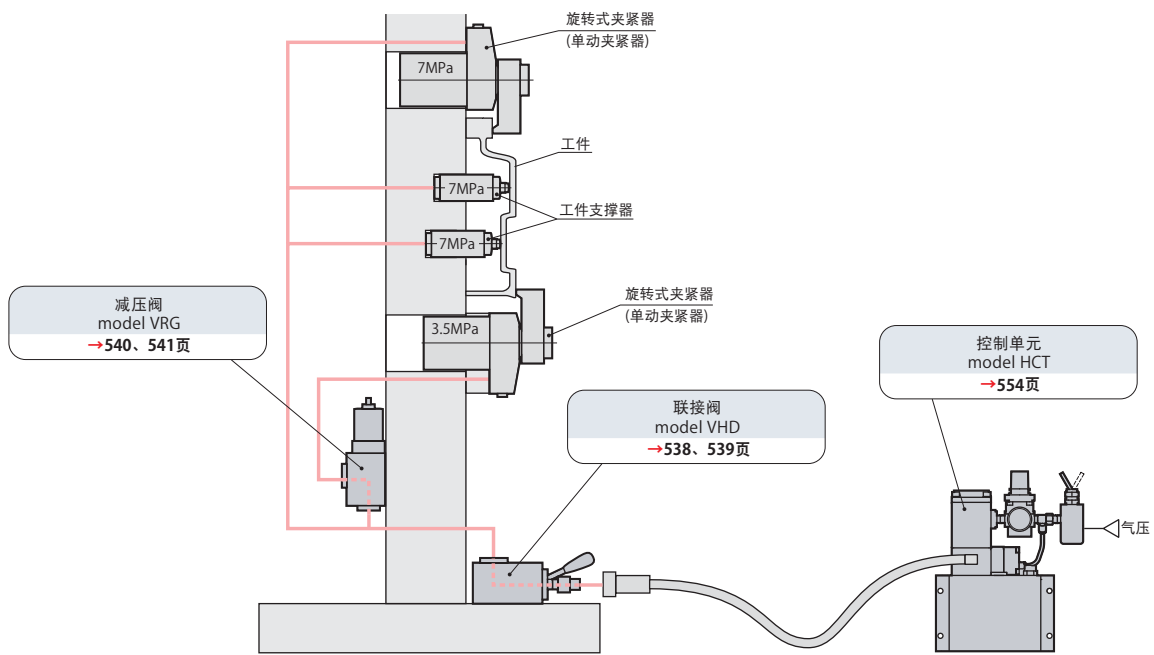 旋转式夹紧器
(单动夹紧器)
7MPa
工件
7MPa
工件支撑器
7MPa
旋转式夹紧器
(单动夹紧器)
3.5MPa
减压阀
model VRG
→540、541页
控制单元
model HCT
→554页
联接阀
model VHD
→538、539页
气压